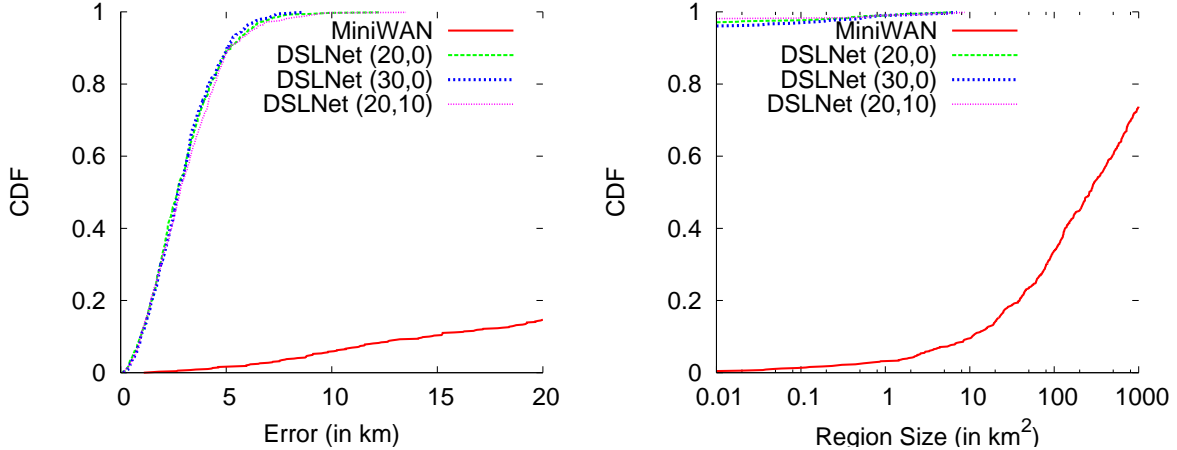 1
0.8
0.6
0.4
0.2
0
CDF
0
5
10
15
20
Error (in km)
MiniWAN
DSLNet (20,0)
DSLNet (30,0)
DSLNet (20,10)
1
0.8
0.6
0.4
0.2
0
CDF
0.01
0.1
1
10
100
1000
Region Size (in km²)
MiniWAN
DSLNet (20,0)
DSLNet (30,0)
DSLNet (20,10)